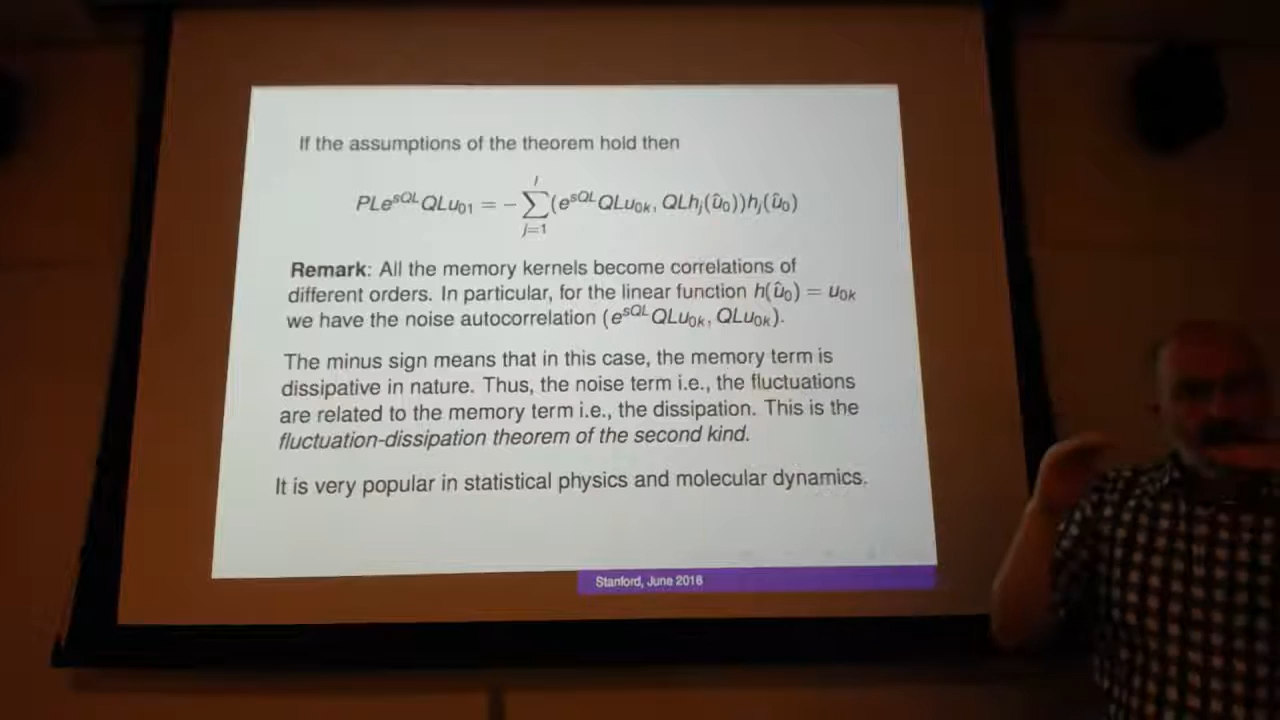 If the assumptions of the theorem hold then
PLe^{sQL}QLu_{01} = -\sum_{j=1}^{l}(e^{sQL}QLu_{0k}, QLh_j(û_0))h_j(û_0)
Remark: All the memory kernels become correlations of
different orders. In particular, for the linear function h(û_0) = u_{0k}
we have the noise autocorrelation (e^{sQL}QLu_{0k}, QLu_{0k}).
The minus sign means that in this case, the memory term is
dissipative in nature. Thus, the noise term i.e., the fluctuations
are related to the memory term i.e., the dissipation. This is the
fluctuation-dissipation theorem of the second kind.
It is very popular in statistical physics and molecular dynamics.
Stanford, June 2016